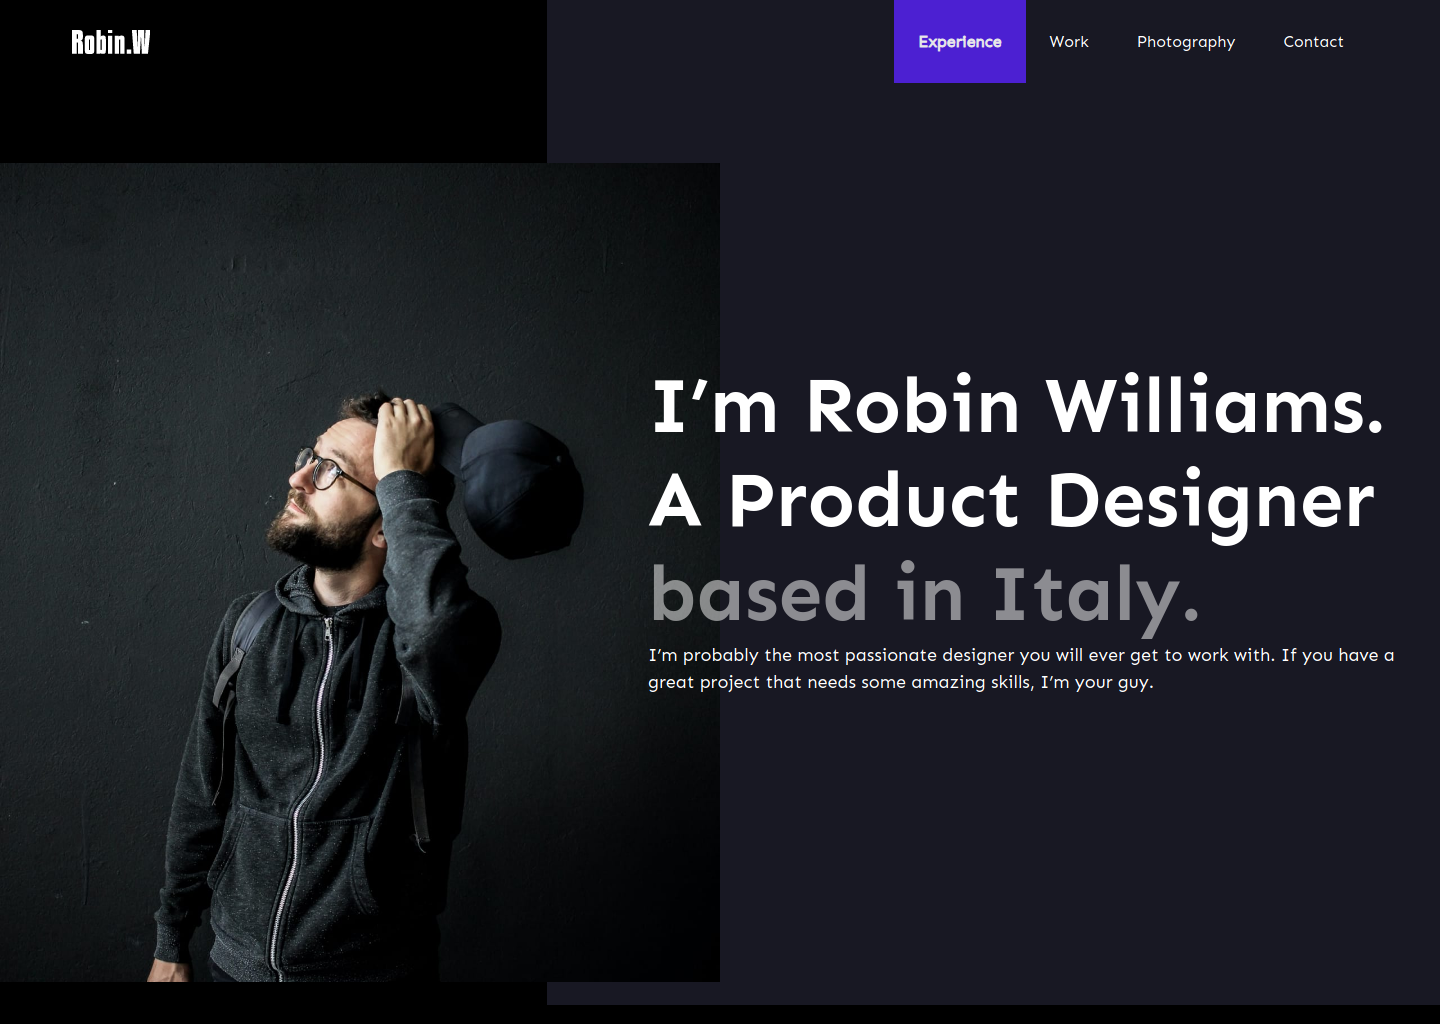 Robin.W
Experience
Work
Photography
Contact
I’m Robin Williams.
A Product Designer
based in Italy.
I’m probably the most passionate designer you will ever get to work with. If you have a
great project that needs some amazing skills, I’m your guy.